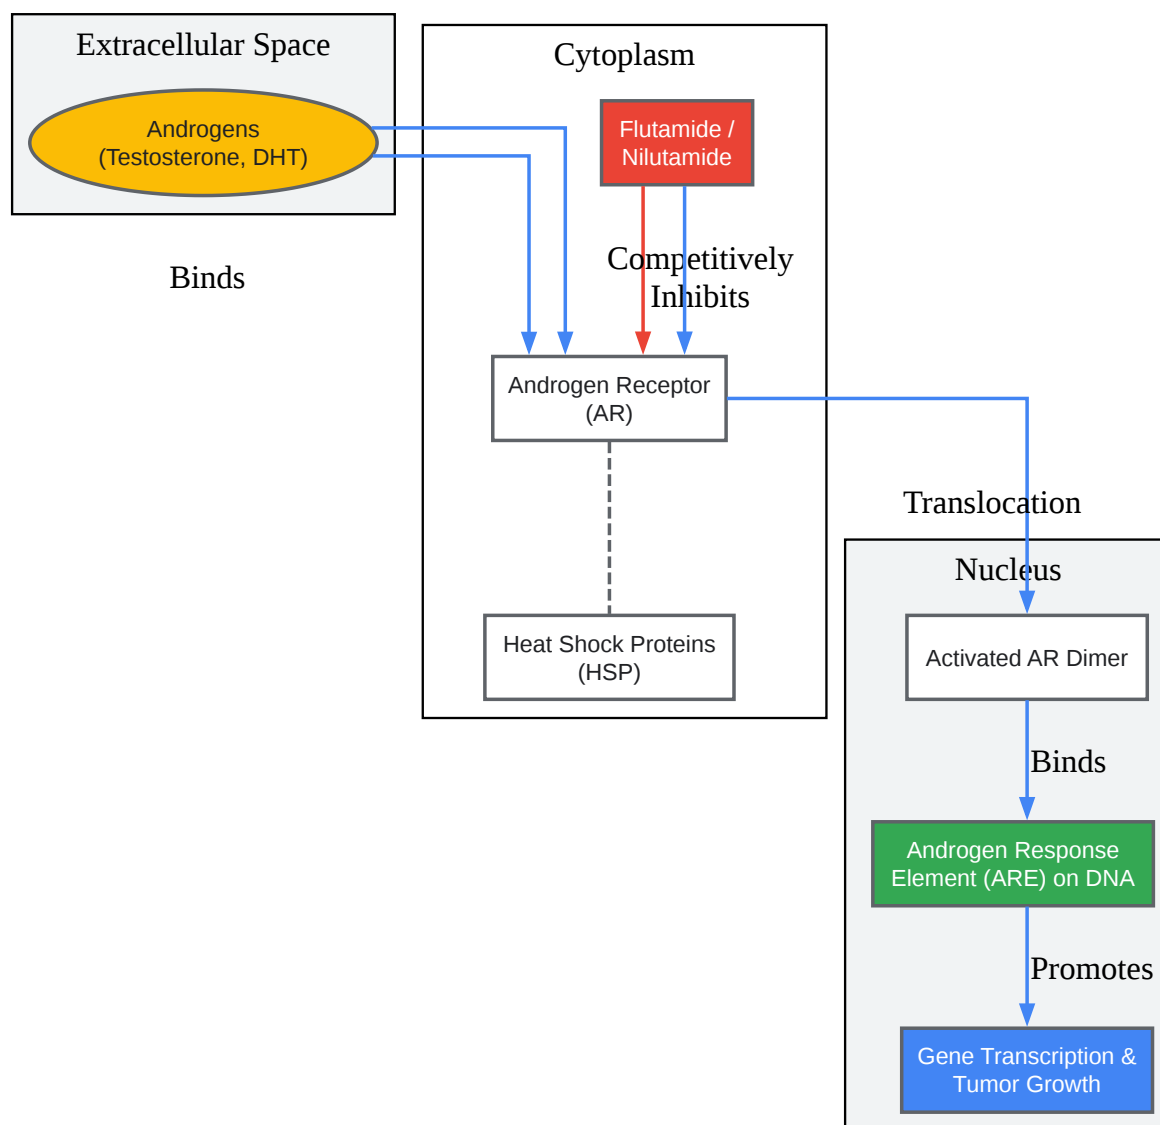 Extracellular Space
Androgens
(Testosterone, DHT)
Binds
Cytoplasm
Flutamide /
Nilutamide
Competitively
Inhibits
Androgen Receptor
(AR)
Heat Shock Proteins
(HSP)
Translocation
Nucleus
Activated AR Dimer
Binds
Androgen Response
Element (ARE) on DNA
Promotes
Gene Transcription &
Tumor Growth